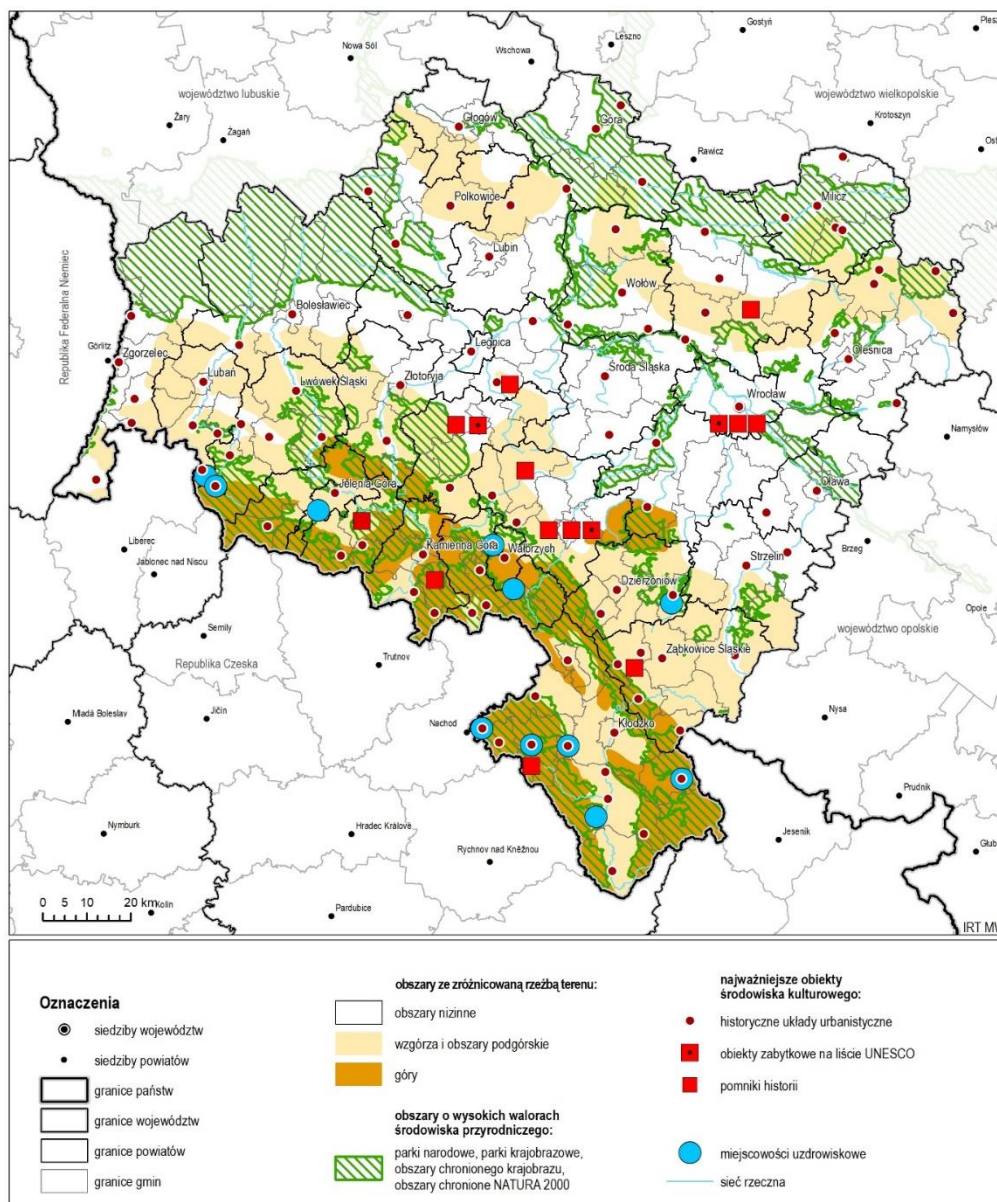 Gostyń
Ples
Leszno
Nowa Sól
Wschowa
województwo lubuskie
województwo wielkopolskie
Żary
Żagań
Głogów
Góra
Krotoszyn
Rawicz
Ost
Polkowice
Milicz
Lubin
Republika Federalna Niemiec
Wołów
Bolesławiec
Görlitz
Zgorzelec
Legnica
Oleśnica
Lubań
Lwówek Śląski
Złotoryja
Środa Śląska
Wrocław
Namysłów
Jelenia Góra
Oława
Liberec
Jablonec nad Nisou
Kamienna Góra
Wałbrzych
Brzeg
Strzelin
Dzierżoniów
Semily
Opole
województwo opolskie
Republika Czeska
Trutnov
Ząbkowice Śląskie
Mladá Boleslav
Jičín
Nachod
Kłodzko
Nysa
Prudnik
Nymburk
Hradec Králové
Rychnov nad Kněžnou
Jesenik
Głub
0 5 10 20 km
Kolín
Pardubice
IRT MW
Oznaczenia
siedziby województw
siedziby powiatów
granice państw
granice województw
granice powiatów
granice gmin
obszary ze zróżnicowaną rzeźbą terenu:
obszary nizinne
wzgórza i obszary podgórskie
góry
obszary o wysokich walorach
środowiska przyrodniczego:
parki narodowe, parki krajobrazowe,
obszary chronionego krajobrazu,
obszary chronione NATURA 2000
najważniejsze obiekty
środowiska kulturowego:
historyczne układy urbanistyczne
obiekty zabytkowe na liście UNESCO
pomniki historii
miejscowości uzdrowiskowe
sieć rzeczna